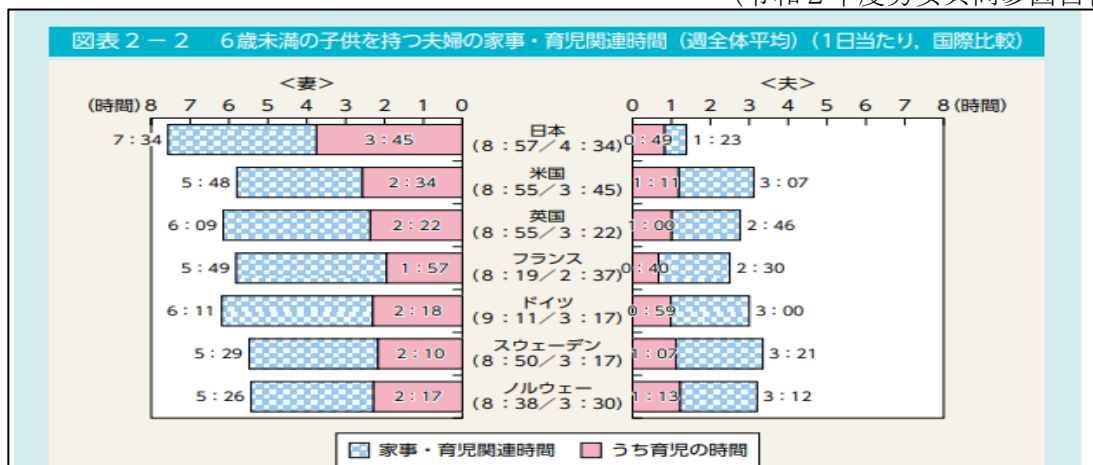 図表２－２ ６歳未満の子供を持つ夫婦の家事・育児関連時間（週全体平均）（１日当たり，国際比較）
＜妻＞ ＜夫＞
(時間) 8 7 6 5 4 3 2 1 0 0 1 2 3 4 5 6 7 8 (時間)
7：34 3：45 日本 (8：57／4：34) 0：49 1：23
5：48 2：34 米国 (8：55／3：45) 1：11 3：07
6：09 2：22 英国 (8：55／3：22) 1：00 2：46
5：49 1：57 フランス (8：19／2：37) 0：40 2：30
6：11 2：18 ドイツ (9：11／3：17) 0：59 3：00
5：29 2：10 スウェーデン (8：50／3：17) 1：07 3：21
5：26 2：17 ノルウェー (8：38／3：30) 1：13 3：12
家事・育児関連時間 うち育児の時間